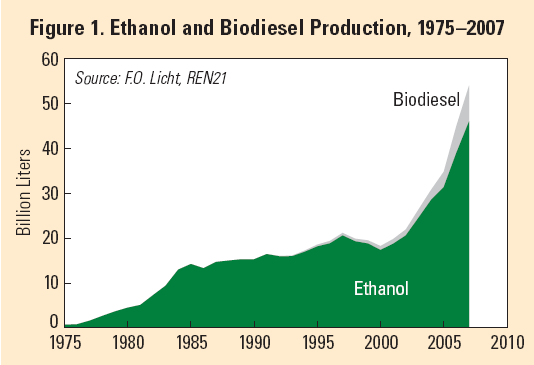 Figure 1. Ethanol and Biodiesel Production, 1975–2007
60
Source: F.O. Licht, REN21
50
Biodiesel
40
Billion Liters
30
20
10
Ethanol
0
1975 1980 1985 1990 1995 2000 2005 2010